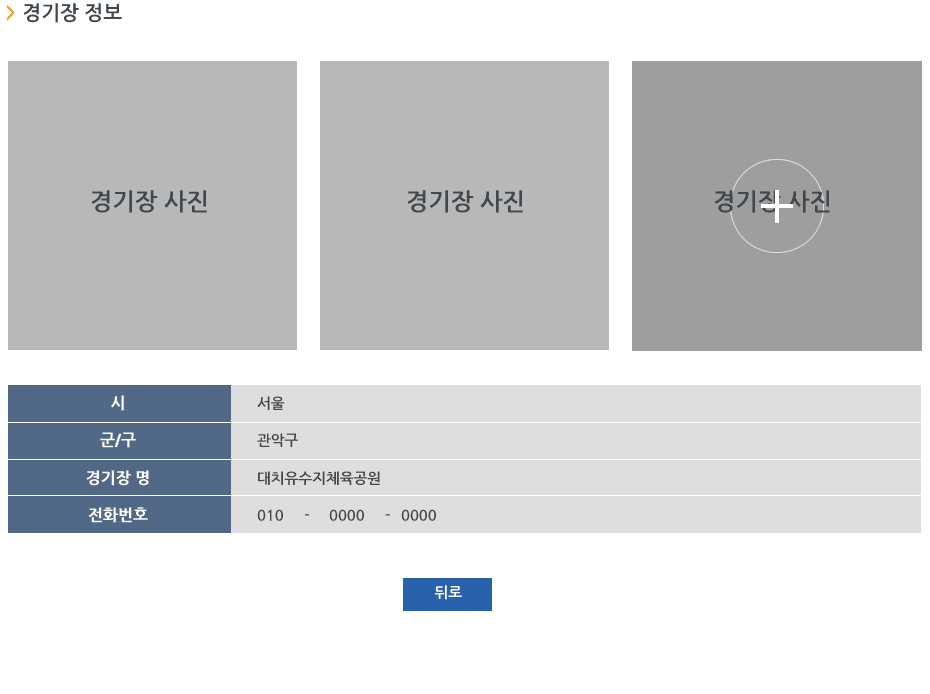 경기장 정보
경기장 사진
경기장 사진
경기장 사진
시 서울
군/구 관악구
경기장 명 대치유수지체육공원
전화번호 010 - 0000 - 0000
뒤로